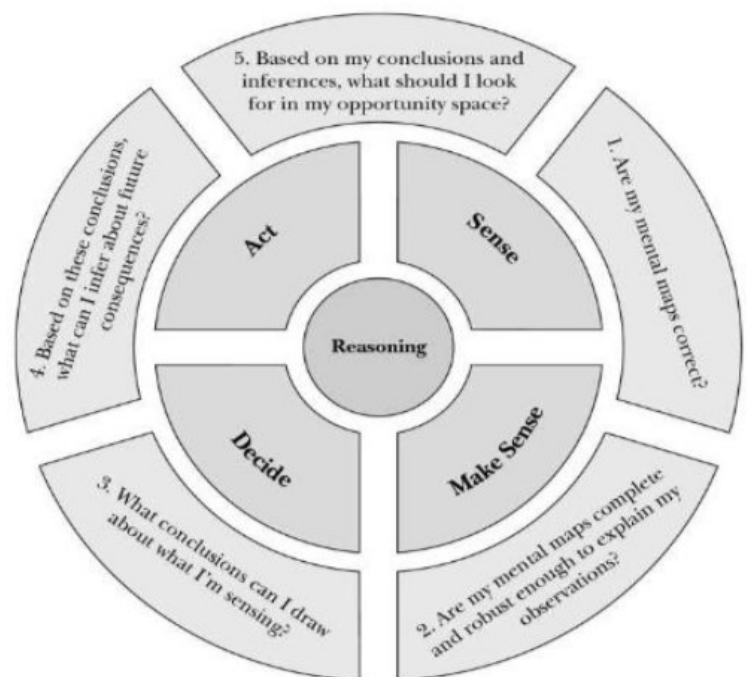 5. Based on my conclusions and
inferences, what should I look
for in my opportunity space?
1. Are my mental maps correct?
2. Are my mental maps complete
and robust enough to explain my
observations?
3. What conclusions can I draw
about what I'm sensing?
4. Based on these conclusions,
what can I infer about future
consequences?
Act
Sense
Reasoning
Decide
Make Sense